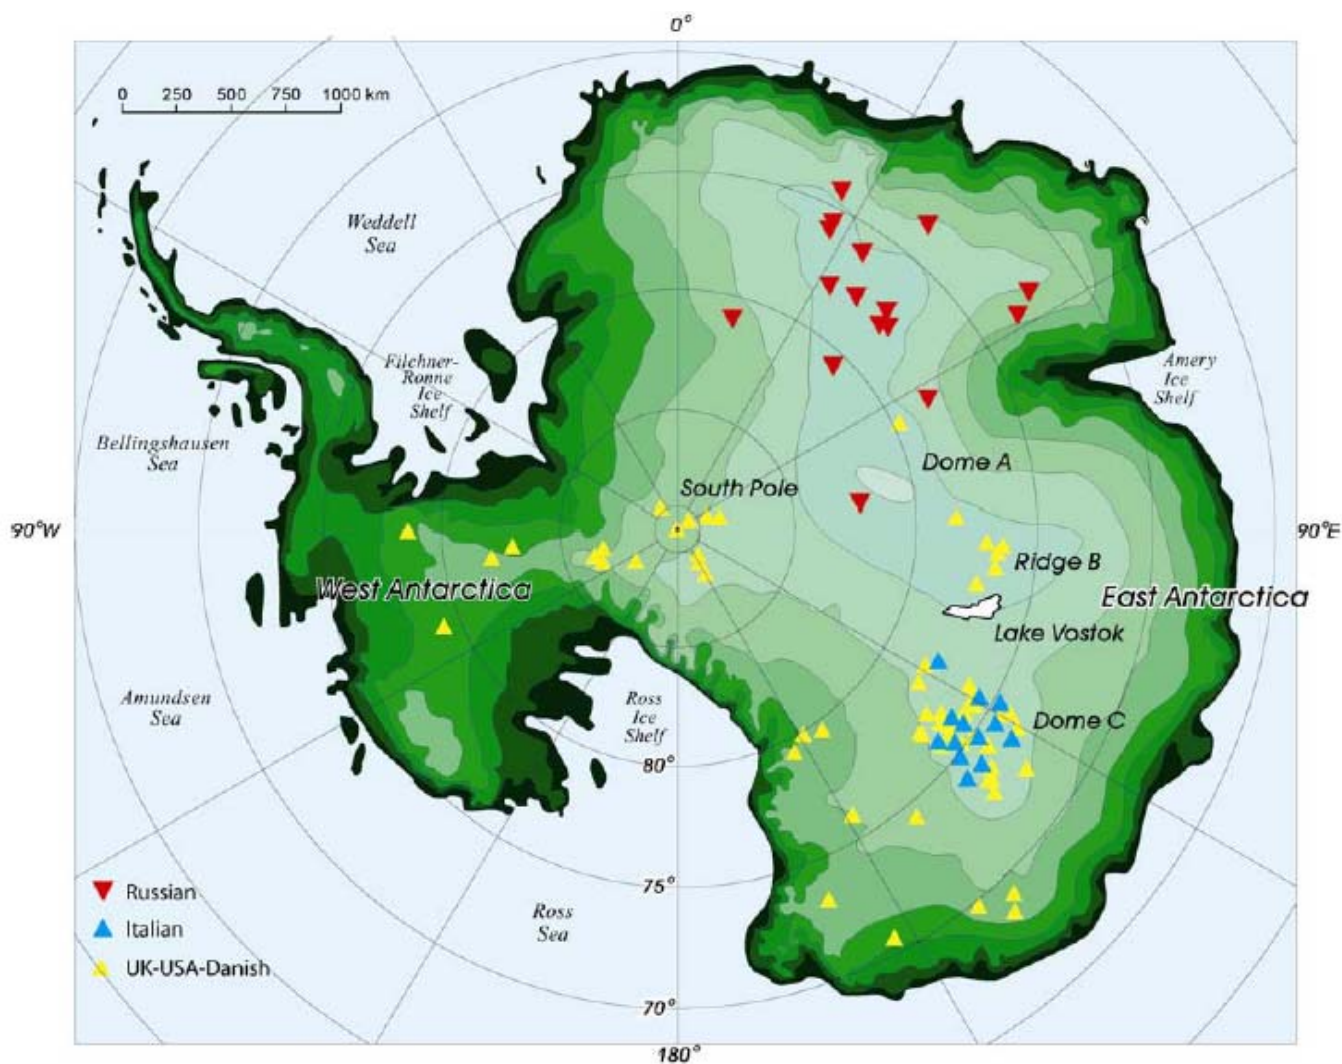 0°
0 250 500 750 1000 km
Weddell
Sea
Filchner-
Ronne
Ice
Shelf
Amery
Ice
Shelf
Bellingshausen
Sea
Dome A
South Pole
90°W
90°E
Ridge B
West Antarctica
East Antarctica
Lake Vostok
Amundsen
Sea
Ross
Ice
Shelf
Dome C
80°
75°
Russian
Italian
UK-USA-Danish
Ross
Sea
70°
180°